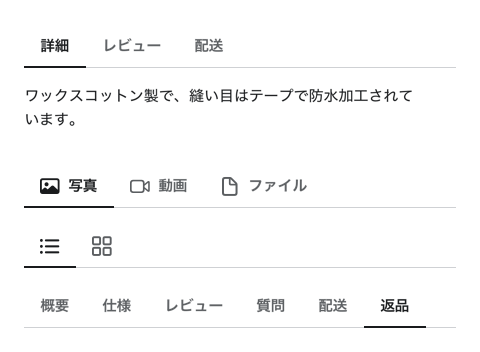 詳細 レビュー 配送
ワックスコットン製で、縫い目はテープで防水加工されて
います。
写真 動画 ファイル
概要 仕様 レビュー 質問 配送 返品